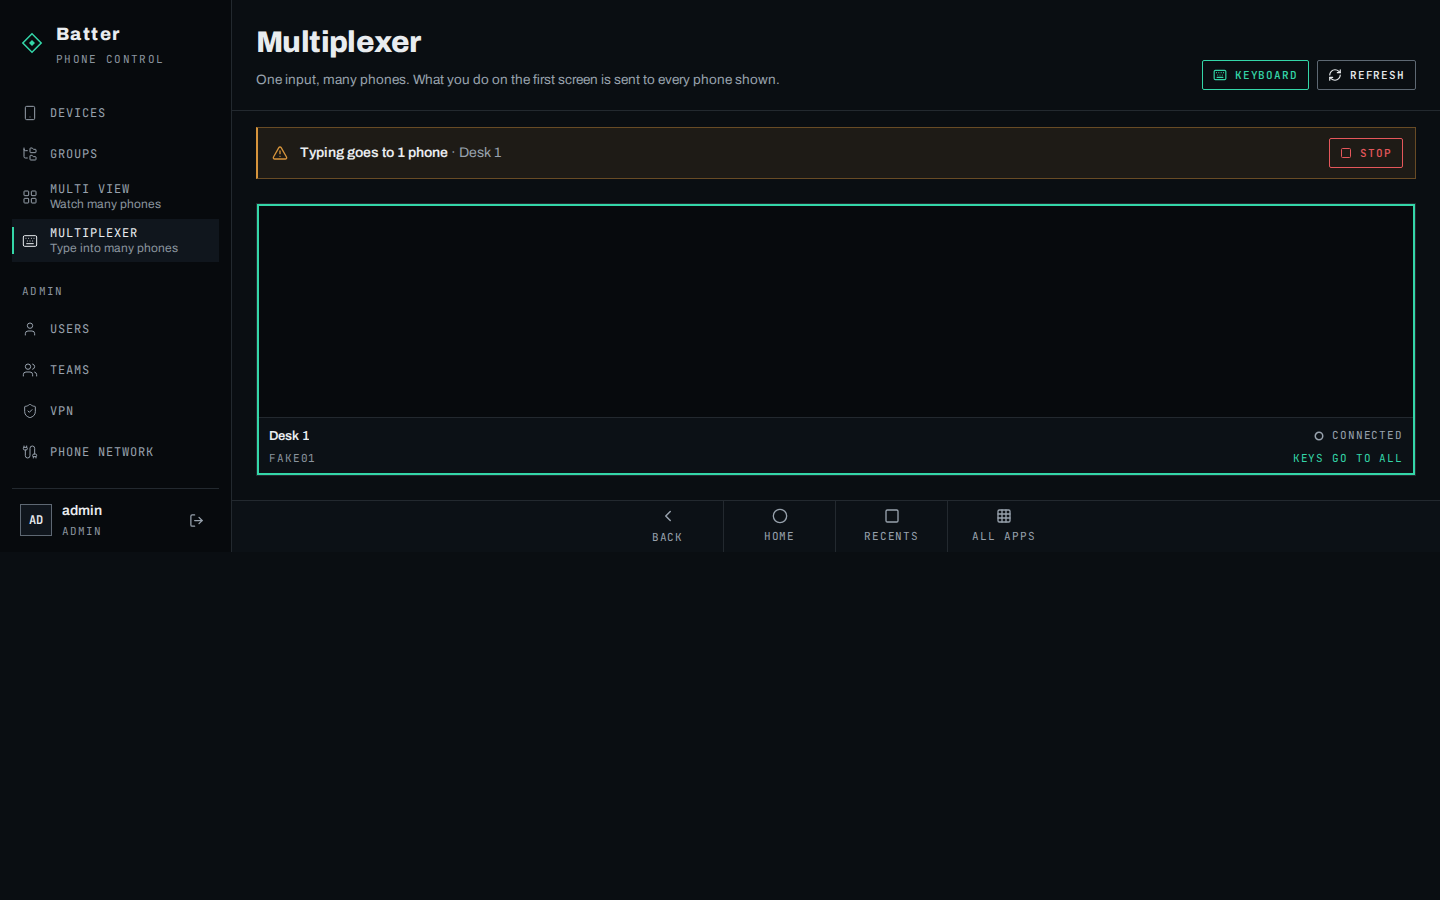 Batter
PHONE CONTROL
DEVICES
GROUPS
MULTI VIEW
Watch many phones
MULTIPLEXER
Type into many phones
ADMIN
USERS
TEAMS
VPN
PHONE NETWORK
AD
admin
ADMIN
Multiplexer
One input, many phones. What you do on the first screen is sent to every phone shown.
KEYBOARD
REFRESH
Typing goes to 1 phone · Desk 1
STOP
Desk 1
CONNECTED
FAKE01
KEYS GO TO ALL
BACK
HOME
RECENTS
ALL APPS